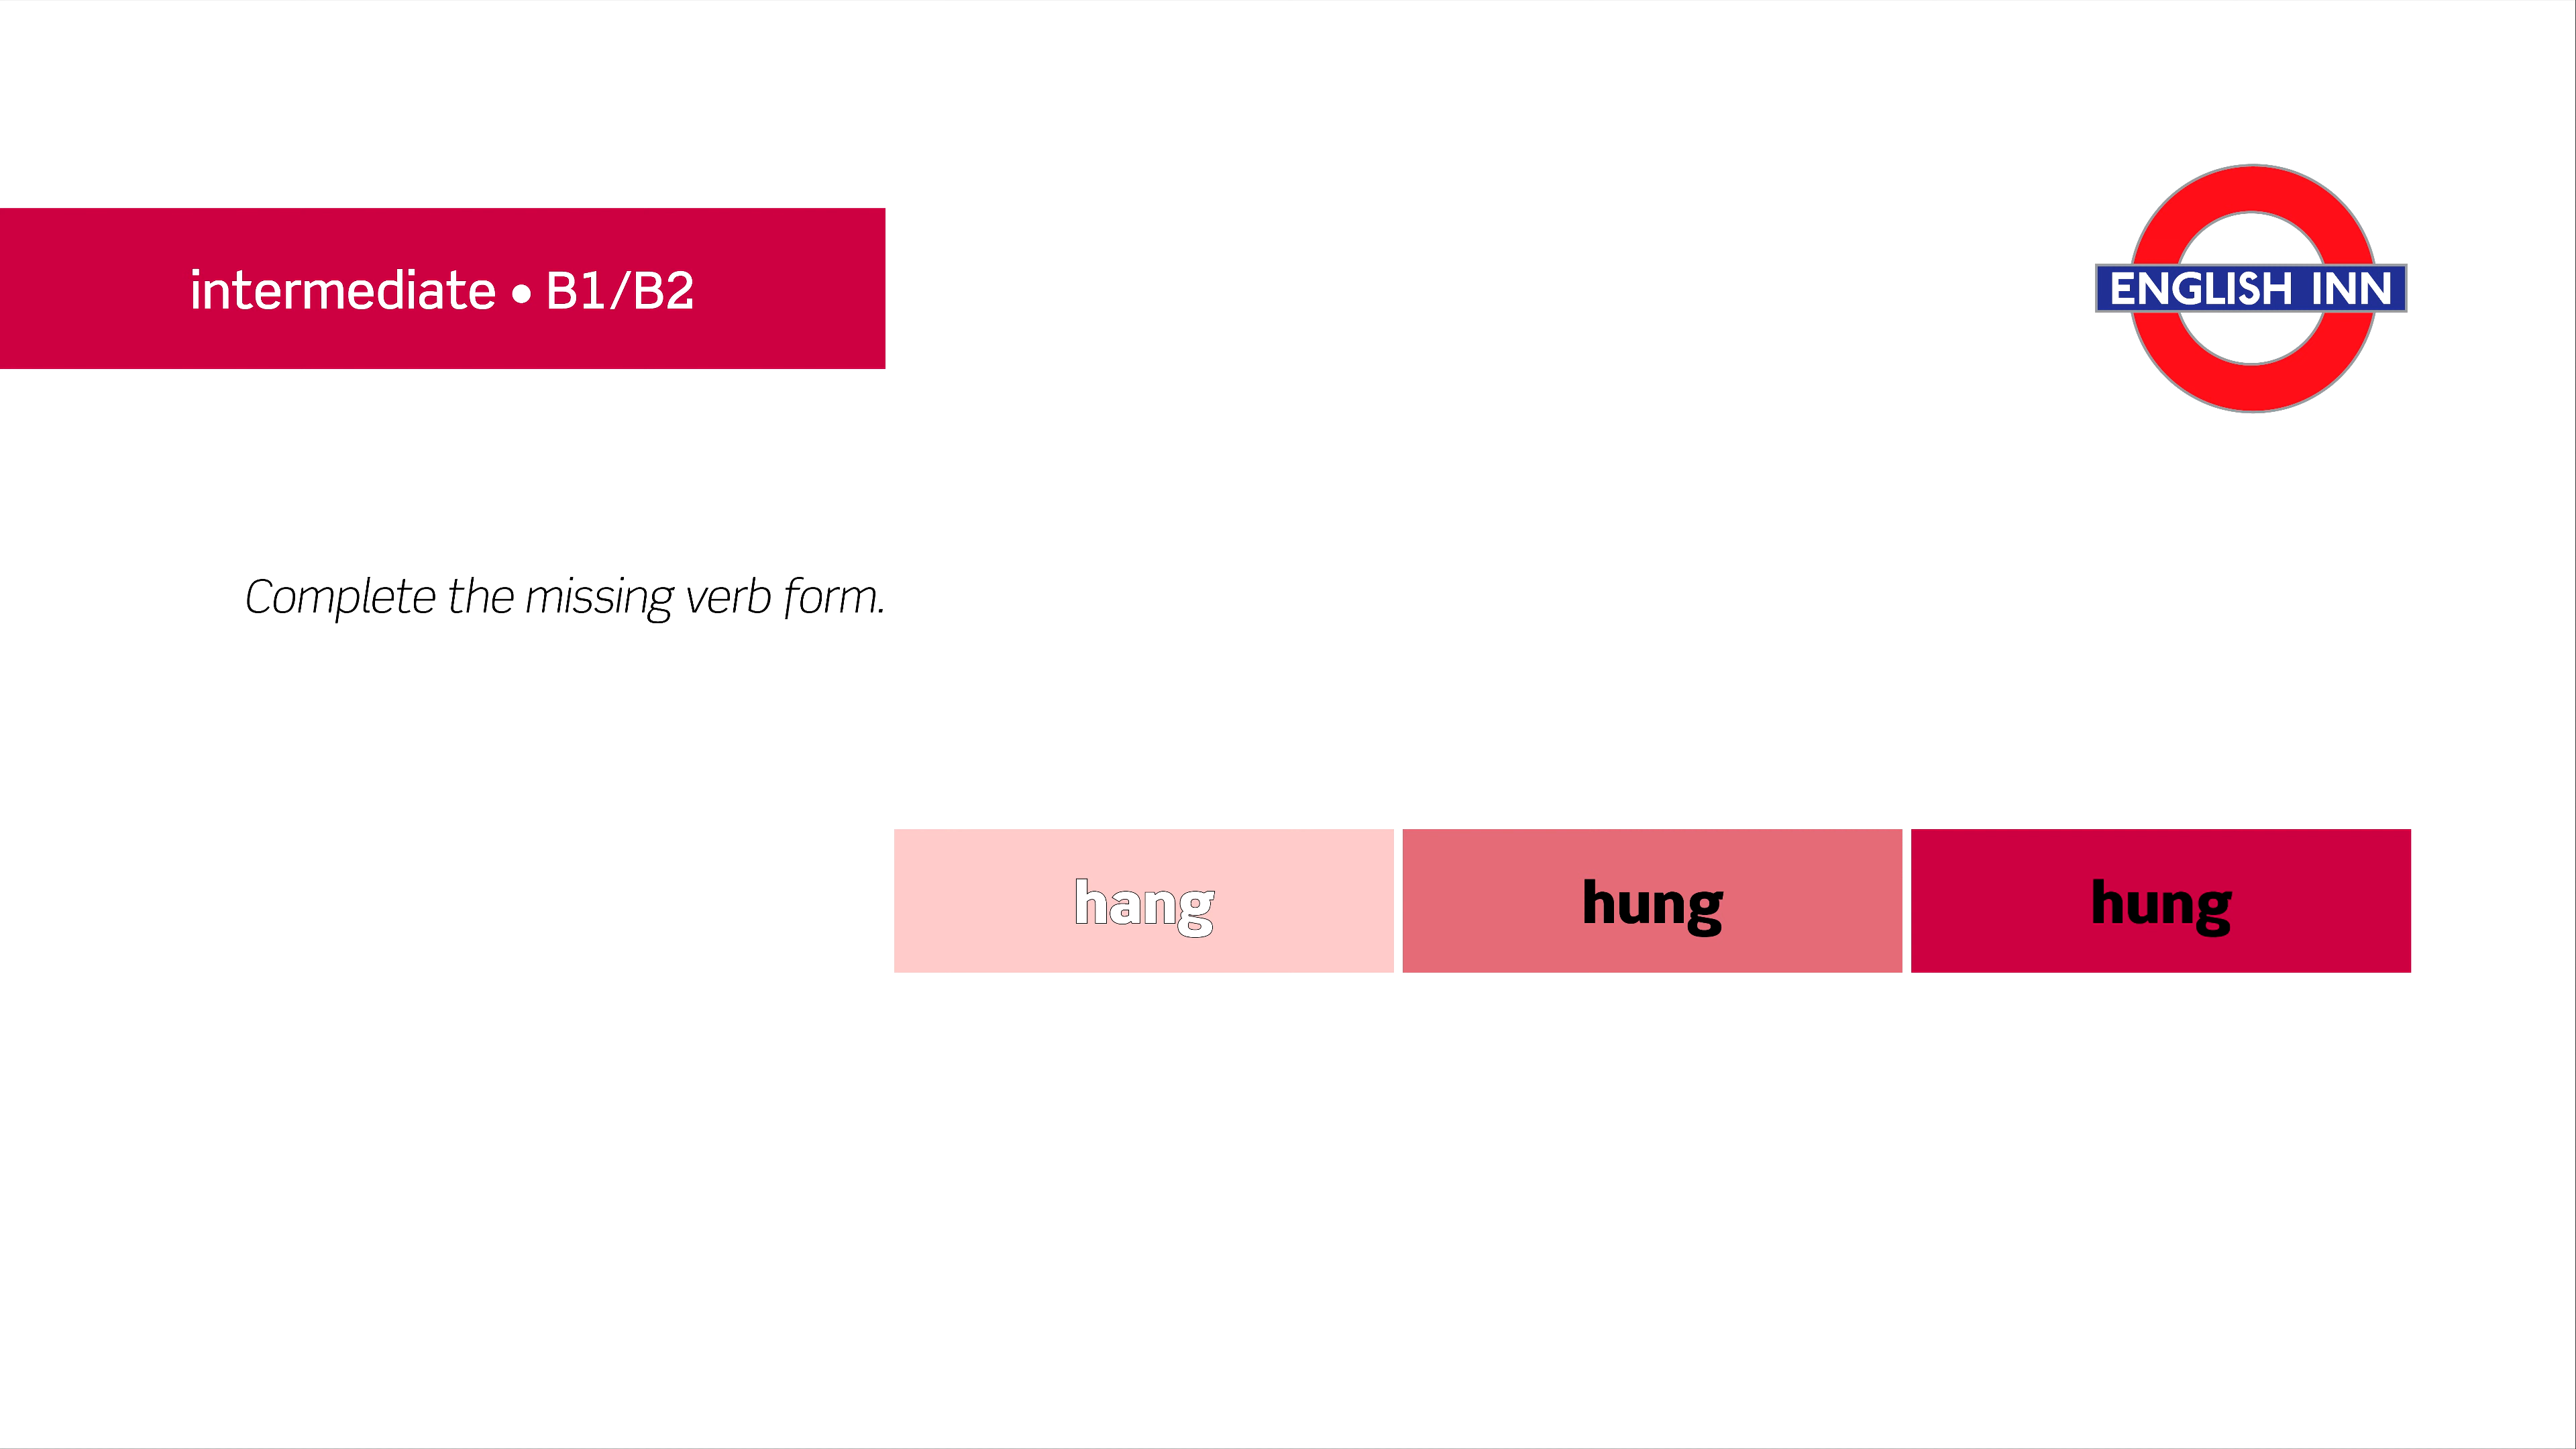 intermediate • B1/B2
ENGLISH INN
Complete the missing verb form.
hang hung hung